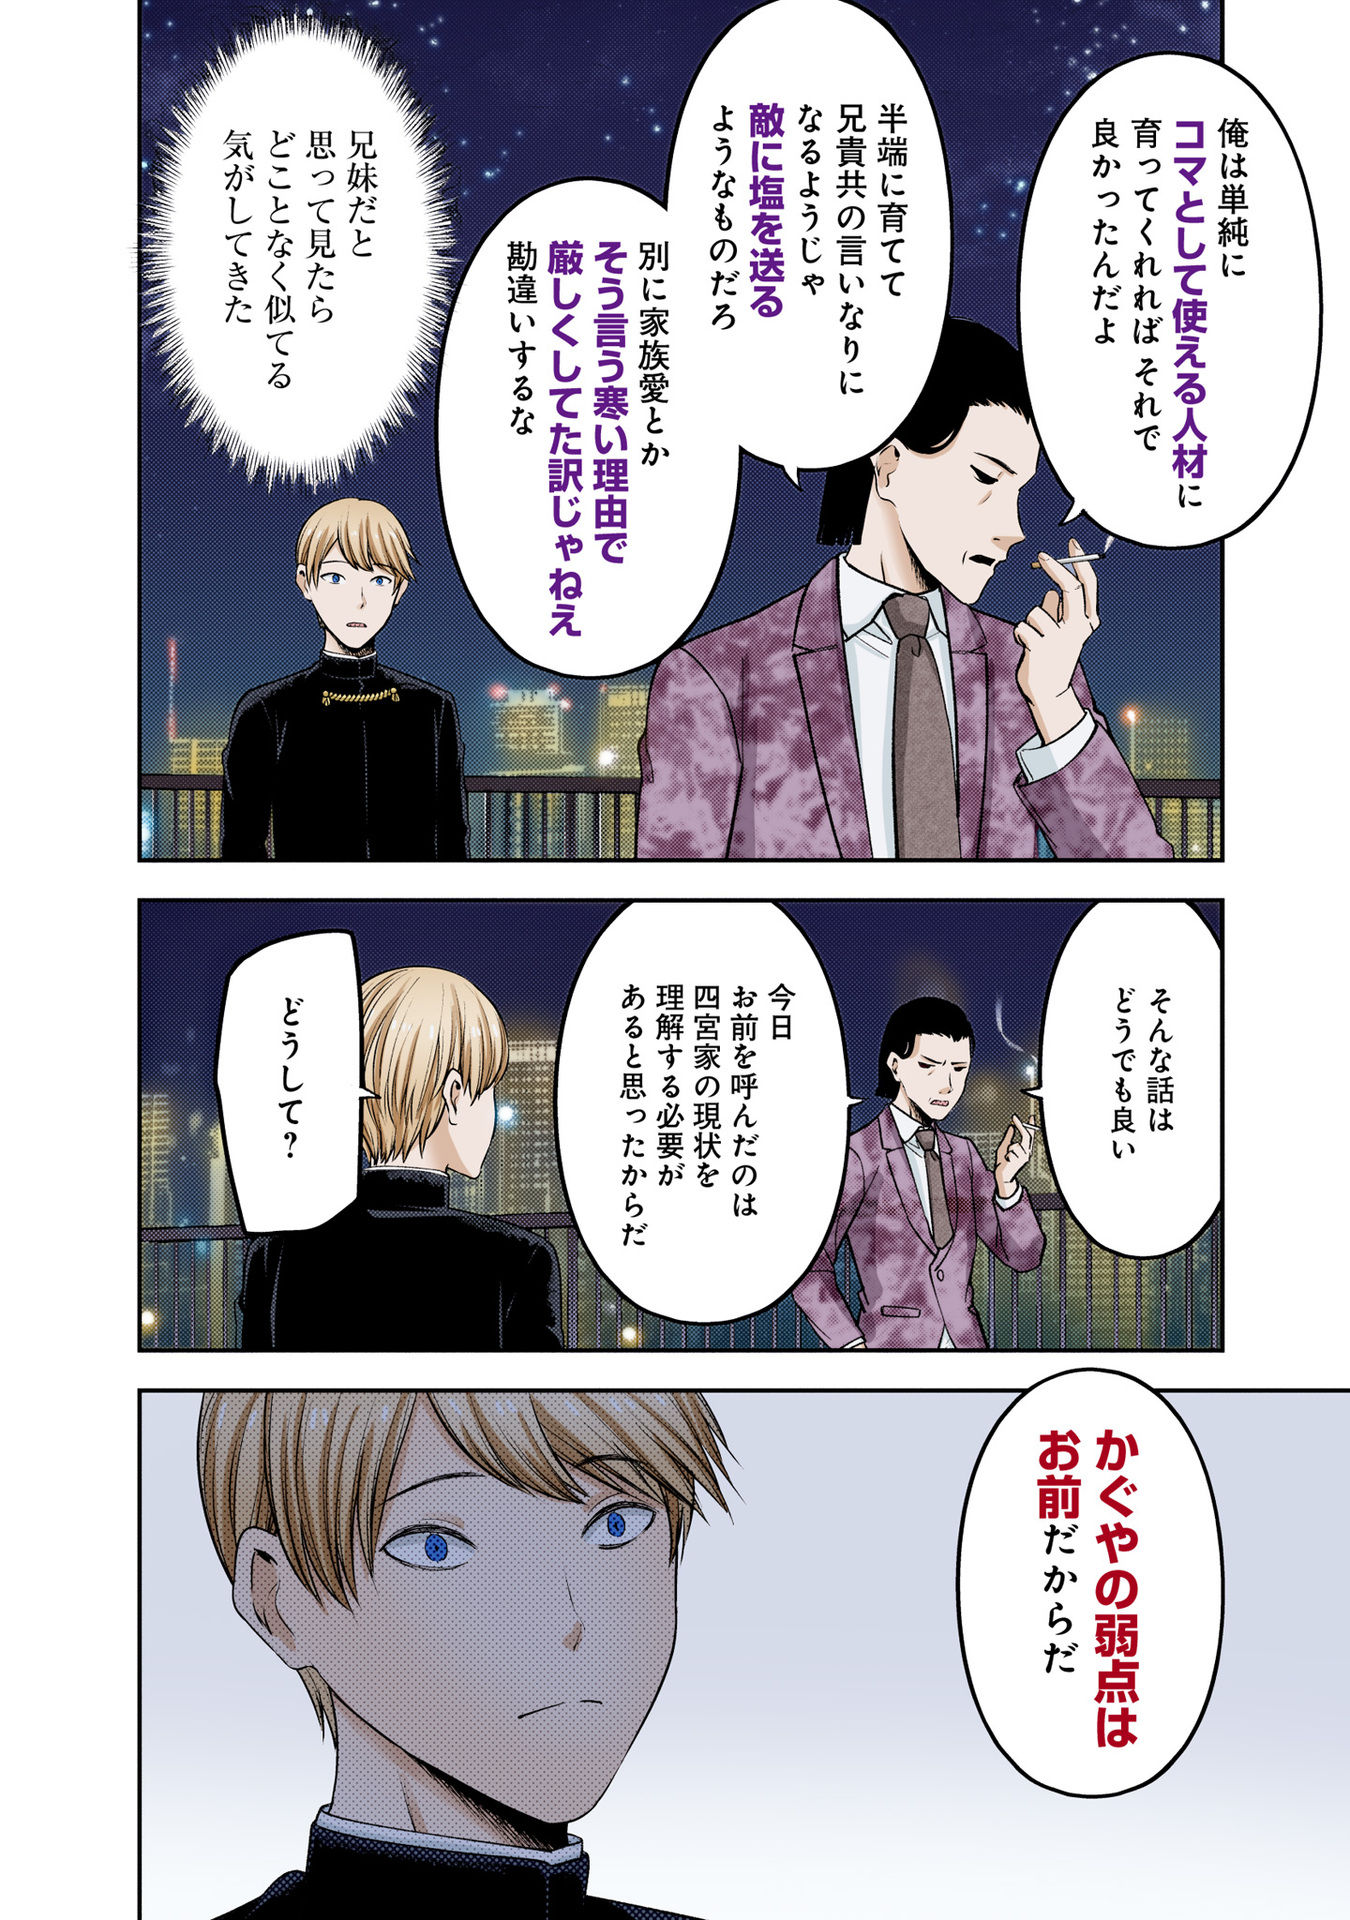 俺は単純に
コマとして使える人材に
育ってくれればそれで
良かったんだよ
半端に育てて
兄貴共の言いなりに
なるようじゃ
敵に塩を送る
ようなものだろ
別に家族愛とか
そう言う寒い理由で
厳しくしてた訳じゃねえ
勘違いするな
兄妹だと
思って見たら
どことなく似てる
気がしてきた
そんな話は
どうでも良い
今日
お前を呼んだのは
四宮家の現状を
理解する必要が
あると思ったからだ
どうして?
かぐやの弱点は
お前だからだ